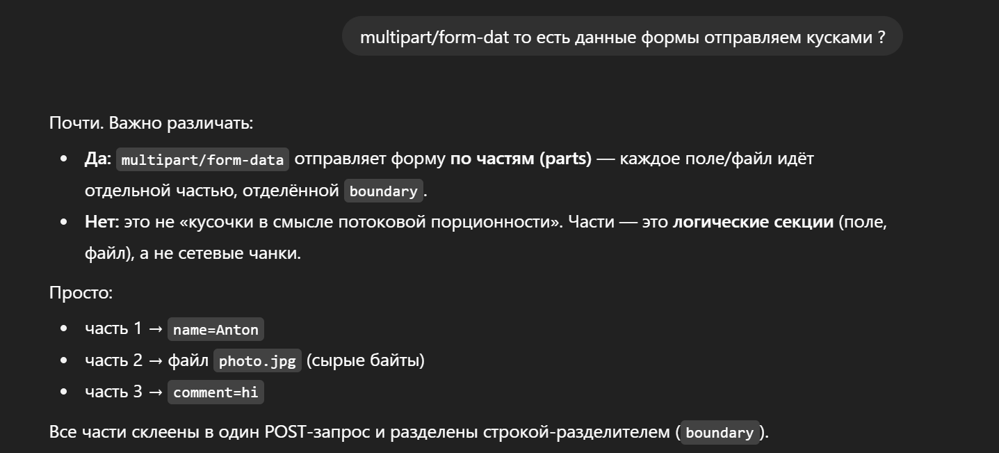 multipart/form-dat то есть данные формы отправляем кусками ?
Почти. Важно различать:
• Да: multipart/form-data отправляет форму по частям (parts) — каждое поле/файл идёт
отдельной частью, отделённой boundary.
• Нет: это не «кусочки в смысле потоковой порционности». Части — это логические секции (поле,
файл), а не сетевые чанки.
Просто:
• часть 1 → name=Anton
• часть 2 → файл photo.jpg (сырые байты)
• часть 3 → comment=hi
Все части склеены в один POST-запрос и разделены строкой-разделителем (boundary).